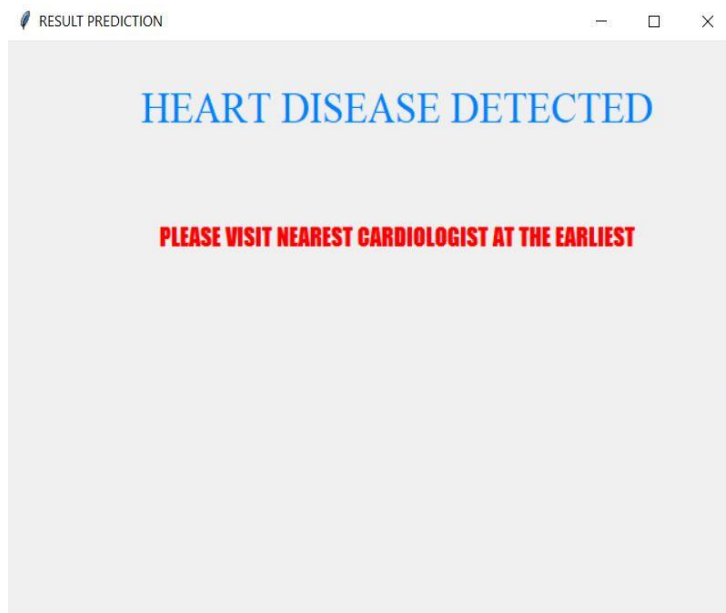 RESULT PREDICTION
HEART DISEASE DETECTED
PLEASE VISIT NEAREST CARDIOLOGIST AT THE EARLIEST